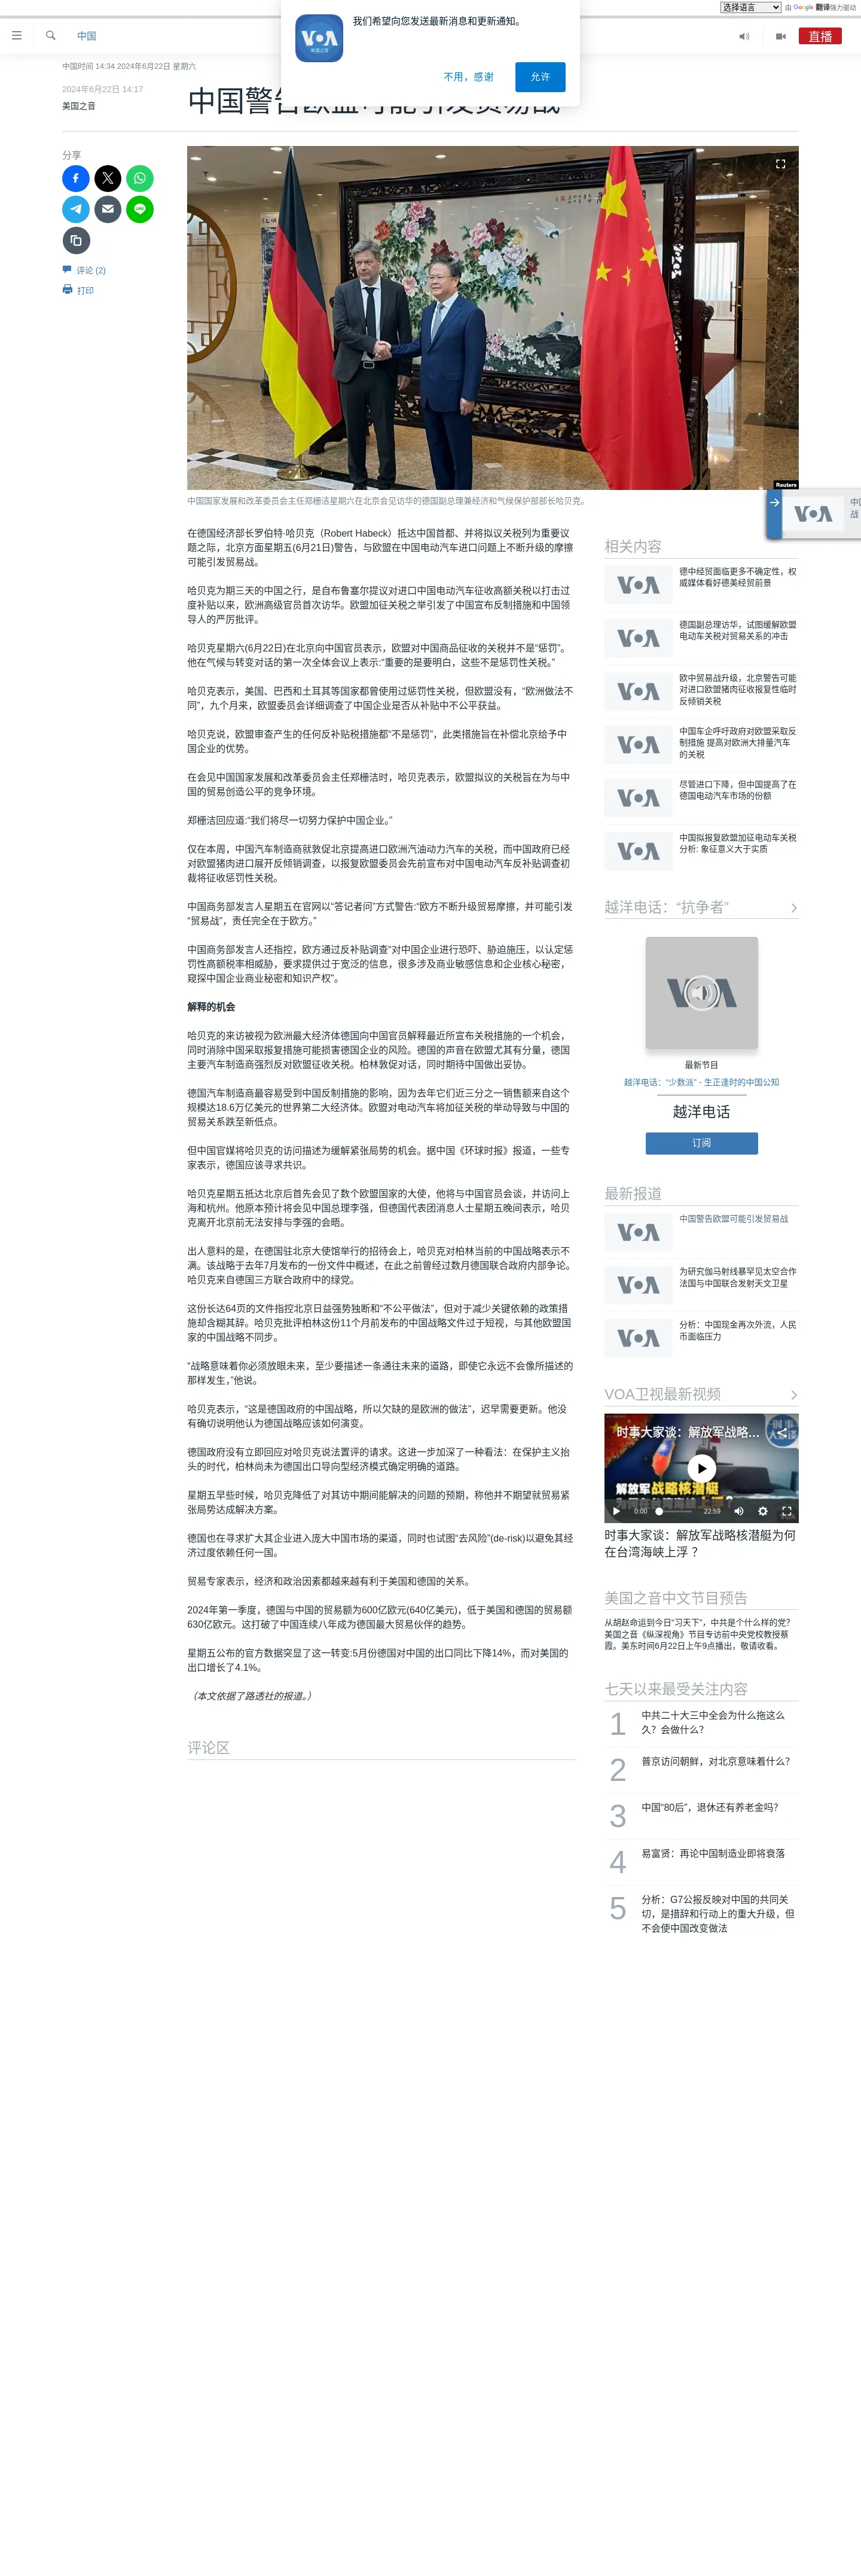 选择语言 由 Google 翻译强力驱动
中国
直播
我们希望向您发送最新消息和更新通知。
VOA
美国之音
不用，感谢
允许
中国时间 14:34 2024年6月22日 星期六
2024年6月22日 14:17
美国之音
中国警告欧盟可能引发贸易战
分享
评论 (2)
打印
Reuters
中国国家发展和改革委员会主任郑栅洁星期六在北京会见访华的德国副总理兼经济和气候保护部部长哈贝克。
在德国经济部长罗伯特·哈贝克（Robert Habeck）抵达中国首都、并将拟议关税列为重要议
题之际，北京方面星期五(6月21日)警告，与欧盟在中国电动汽车进口问题上不断升级的摩擦
可能引发贸易战。
哈贝克为期三天的中国之行，是自布鲁塞尔提议对进口中国电动汽车征收高额关税以打击过
度补贴以来，欧洲高级官员首次访华。欧盟加征关税之举引发了中国宣布反制措施和中国领
导人的严厉批评。
哈贝克星期六(6月22日)在北京向中国官员表示，欧盟对中国商品征收的关税并不是“惩罚”。
他在气候与转变对话的第一次全体会议上表示:“重要的是要明白，这些不是惩罚性关税。”
哈贝克表示，美国、巴西和土耳其等国家都曾使用过惩罚性关税，但欧盟没有，“欧洲做法不
同”，九个月来，欧盟委员会详细调查了中国企业是否从补贴中不公平获益。
哈贝克说，欧盟审查产生的任何反补贴税措施都“不是惩罚”，此类措施旨在补偿北京给予中
国企业的优势。
在会见中国国家发展和改革委员会主任郑栅洁时，哈贝克表示，欧盟拟议的关税旨在为与中
国的贸易创造公平的竞争环境。
郑栅洁回应道:“我们将尽一切努力保护中国企业。”
仅在本周，中国汽车制造商就敦促北京提高进口欧洲汽油动力汽车的关税，而中国政府已经
对欧盟猪肉进口展开反倾销调查，以报复欧盟委员会先前宣布对中国电动汽车反补贴调查初
裁将征收惩罚性关税。
中国商务部发言人星期五在官网以“答记者问”方式警告:“欧方不断升级贸易摩擦，并可能引发
“贸易战”，责任完全在于欧方。”
中国商务部发言人还指控，欧方通过反补贴调查“对中国企业进行恐吓、胁迫施压，以认定惩
罚性高额税率相威胁，要求提供过于宽泛的信息，很多涉及商业敏感信息和企业核心秘密，
窥探中国企业商业秘密和知识产权”。
解释的机会
哈贝克的来访被视为欧洲最大经济体德国向中国官员解释最近所宣布关税措施的一个机会，
同时消除中国采取报复措施可能损害德国企业的风险。德国的声音在欧盟尤其有分量，德国
主要汽车制造商强烈反对欧盟征收关税。柏林敦促对话，同时期待中国做出妥协。
德国汽车制造商最容易受到中国反制措施的影响，因为去年它们近三分之一销售额来自这个
规模达18.6万亿美元的世界第二大经济体。欧盟对电动汽车将加征关税的举动导致与中国的
贸易关系跌至新低点。
但中国官媒将哈贝克的访问描述为缓解紧张局势的机会。据中国《环球时报》报道，一些专
家表示，德国应该寻求共识。
哈贝克星期五抵达北京后首先会见了数个欧盟国家的大使，他将与中国官员会谈，并访问上
海和杭州。他原本预计将会见中国总理李强，但德国代表团消息人士星期五晚间表示，哈贝
克离开北京前无法安排与李强的会晤。
出人意料的是，在德国驻北京大使馆举行的招待会上，哈贝克对柏林当前的中国战略表示不
满。该战略于去年7月发布的一份文件中概述，在此之前曾经过数月德国联合政府内部争论。
哈贝克来自德国三方联合政府中的绿党。
这份长达64页的文件指控北京日益强势独断和“不公平做法”，但对于减少关键依赖的政策措
施却含糊其辞。哈贝克批评柏林这份11个月前发布的中国战略文件过于短视，与其他欧盟国
家的中国战略不同步。
“战略意味着你必须放眼未来，至少要描述一条通往未来的道路，即使它永远不会像所描述的
那样发生，”他说。
哈贝克表示，“这是德国政府的中国战略，所以欠缺的是欧洲的做法”，迟早需要更新。他没
有确切说明他认为德国战略应该如何演变。
德国政府没有立即回应对哈贝克说法置评的请求。这进一步加深了一种看法：在保护主义抬
头的时代，柏林尚未为德国出口导向型经济模式确定明确的道路。
星期五早些时候，哈贝克降低了对其访中期间能解决的问题的预期，称他并不期望就贸易紧
张局势达成解决方案。
德国也在寻求扩大其企业进入庞大中国市场的渠道，同时也试图“去风险”(de-risk)以避免其经
济过度依赖任何一国。
贸易专家表示，经济和政治因素都越来越有利于美国和德国的关系。
2024年第一季度，德国与中国的贸易额为600亿欧元(640亿美元)，低于美国和德国的贸易额
630亿欧元。这打破了中国连续八年成为德国最大贸易伙伴的趋势。
星期五公布的官方数据突显了这一转变:5月份德国对中国的出口同比下降14%，而对美国的
出口增长了4.1%。
（本文依据了路透社的报道。）
评论区
相关内容
德中经贸面临更多不确定性，权
威媒体看好德美经贸前景
德国副总理访华，试图缓解欧盟
电动车关税对贸易关系的冲击
欧中贸易战升级，北京警告可能
对进口欧盟猪肉征收报复性临时
反倾销关税
中国车企呼吁政府对欧盟采取反
制措施 提高对欧洲大排量汽车
的关税
尽管进口下降，但中国提高了在
德国电动汽车市场的份额
中国拟报复欧盟加征电动车关税
分析: 象征意义大于实质
越洋电话：“抗争者”
最新节目
越洋电话：“少数派” - 生正逢时的中国公知
越洋电话
订阅
最新报道
中国警告欧盟可能引发贸易战
为研究伽马射线暴罕见太空合作
法国与中国联合发射天文卫星
分析：中国现金再次外流，人民
币面临压力
VOA卫视最新视频
时事大家谈：解放军战略...
解放军战略核潜艇
0:00 22:59
时事大家谈：解放军战略核潜艇为何
在台湾海峡上浮 ?
美国之音中文节目预告
从胡赵命运到今日“习天下”，中共是个什么样的党？
美国之音《纵深视角》节目专访前中央党校教授蔡
霞。美东时间6月22日上午9点播出，敬请收看。
七天以来最受关注内容
1 中共二十大三中全会为什么拖这么
久？会做什么？
2 普京访问朝鲜，对北京意味着什么？
3 中国“80后”，退休还有养老金吗？
4 易富贤：再论中国制造业即将衰落
5 分析：G7公报反映对中国的共同关
切，是措辞和行动上的重大升级，但
不会使中国改变做法